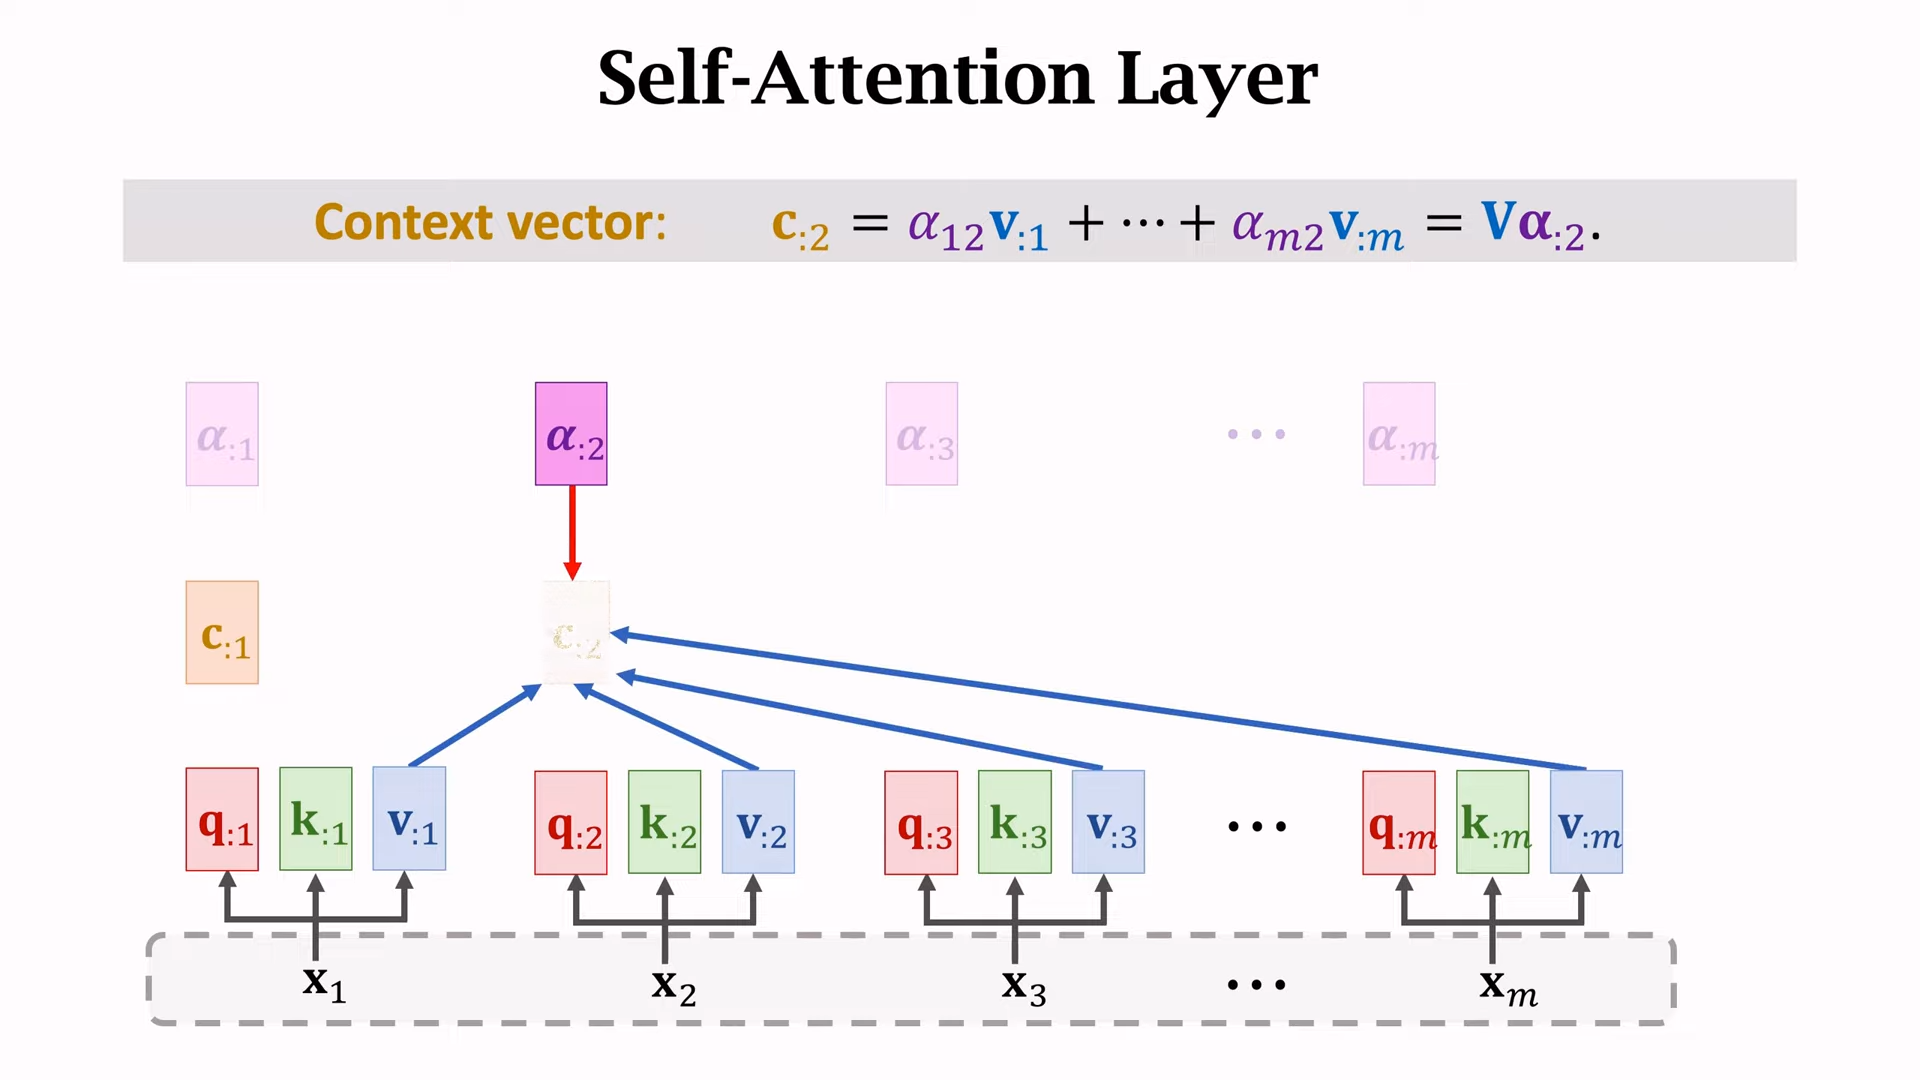 Self-Attention Layer
Context vector: c:2 = α12v:1 + ⋯ + αm2v:m = Vα:2.
α:1 α:2 α:3 ⋯ α:m
c:1 c:2
q:1 k:1 v:1 q:2 k:2 v:2 q:3 k:3 v:3 ⋯ q:m k:m v:m
x1 x2 x3 ⋯ xm